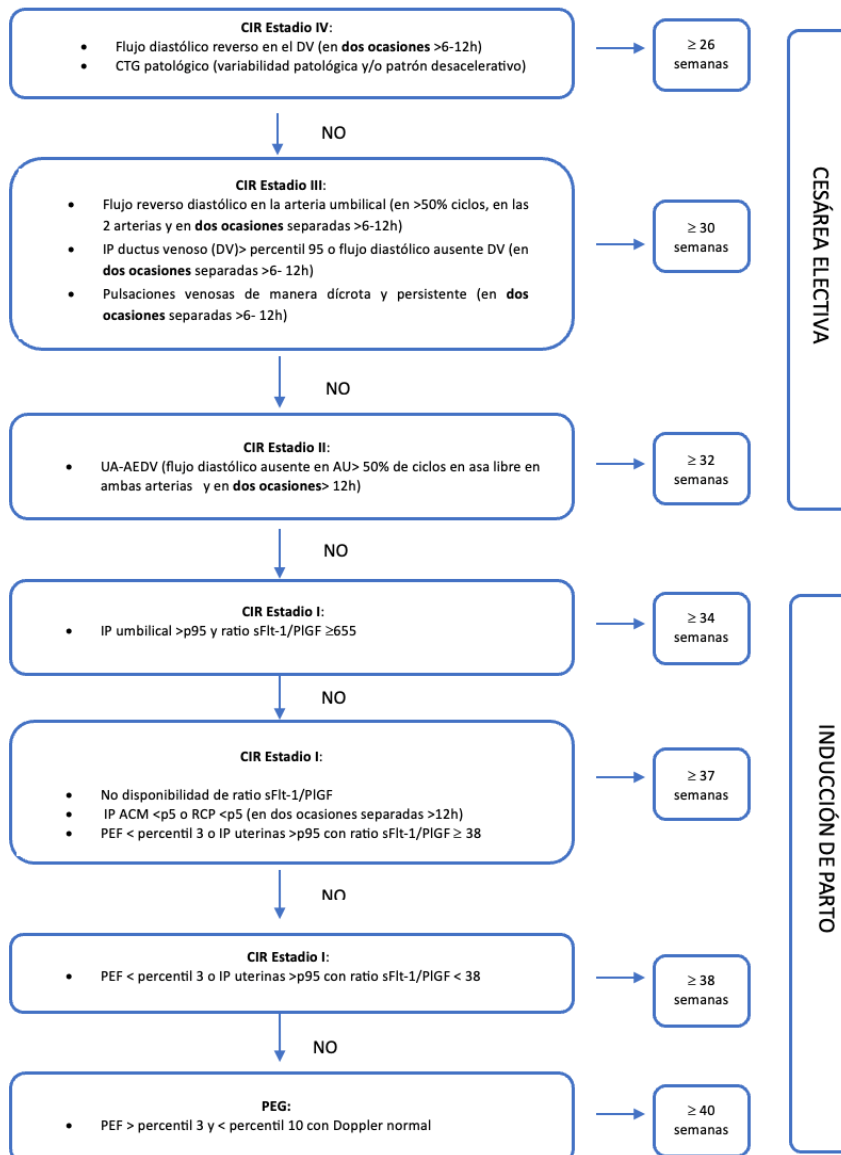 CIR Estadio IV:
• Flujo diastólico reverso en el DV (en dos ocasiones >6-12h)
• CTG patológico (variabilidad patológica y/o patrón desacelerativo)
≥ 26
semanas
NO
CIR Estadio III:
• Flujo reverso diastólico en la arteria umbilical (en >50% ciclos, en las
2 arterias y en dos ocasiones separadas >6-12h)
• IP ductus venoso (DV)> percentil 95 o flujo diastólico ausente DV (en
dos ocasiones separadas >6- 12h)
• Pulsaciones venosas de manera dícrota y persistente (en dos
ocasiones separadas >6- 12h)
≥ 30
semanas
NO
CIR Estadio II:
• UA-AEDV (flujo diastólico ausente en AU> 50% de ciclos en asa libre en
ambas arterias y en dos ocasiones> 12h)
≥ 32
semanas
CESÁREA ELECTIVA
NO
CIR Estadio I:
• IP umbilical >p95 y ratio sFlt-1/PlGF ≥655
≥ 34
semanas
NO
CIR Estadio I:
• No disponibilidad de ratio sFlt-1/PlGF
• IP ACM <p5 o RCP <p5 (en dos ocasiones separadas >12h)
• PEF < percentil 3 o IP uterinas >p95 con ratio sFlt-1/PlGF ≥ 38
≥ 37
semanas
NO
CIR Estadio I:
• PEF < percentil 3 o IP uterinas >p95 con ratio sFlt-1/PlGF < 38
≥ 38
semanas
NO
PEG:
• PEF > percentil 3 y < percentil 10 con Doppler normal
≥ 40
semanas
INDUCCIÓN DE PARTO